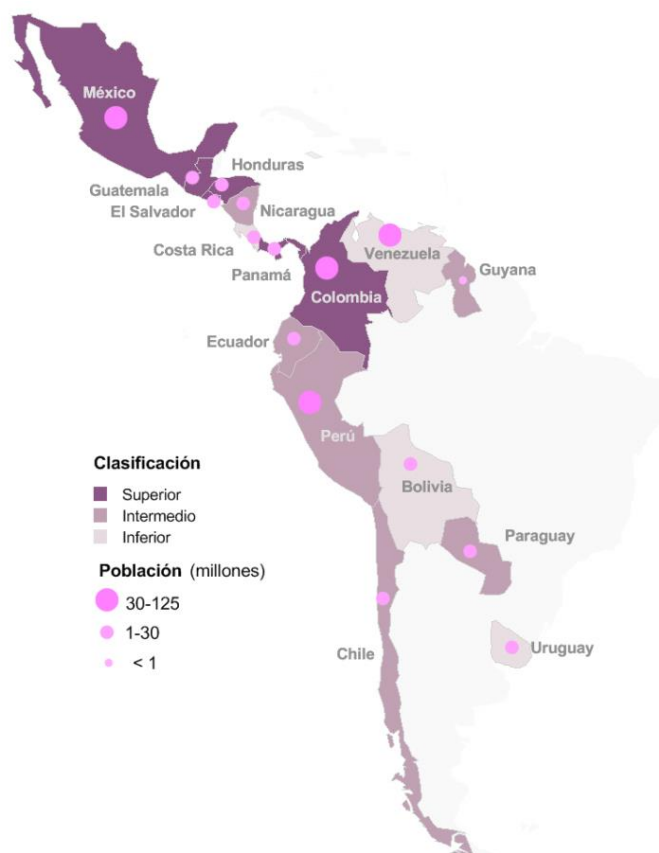 México
Honduras
Guatemala
El Salvador
Nicaragua
Costa Rica
Venezuela
Panamá
Guyana
Colombia
Ecuador
Perú
Clasificación
Superior
Intermedio
Inferior
Bolivia
Paraguay
Población (millones)
30-125
1-30
< 1
Chile
Uruguay